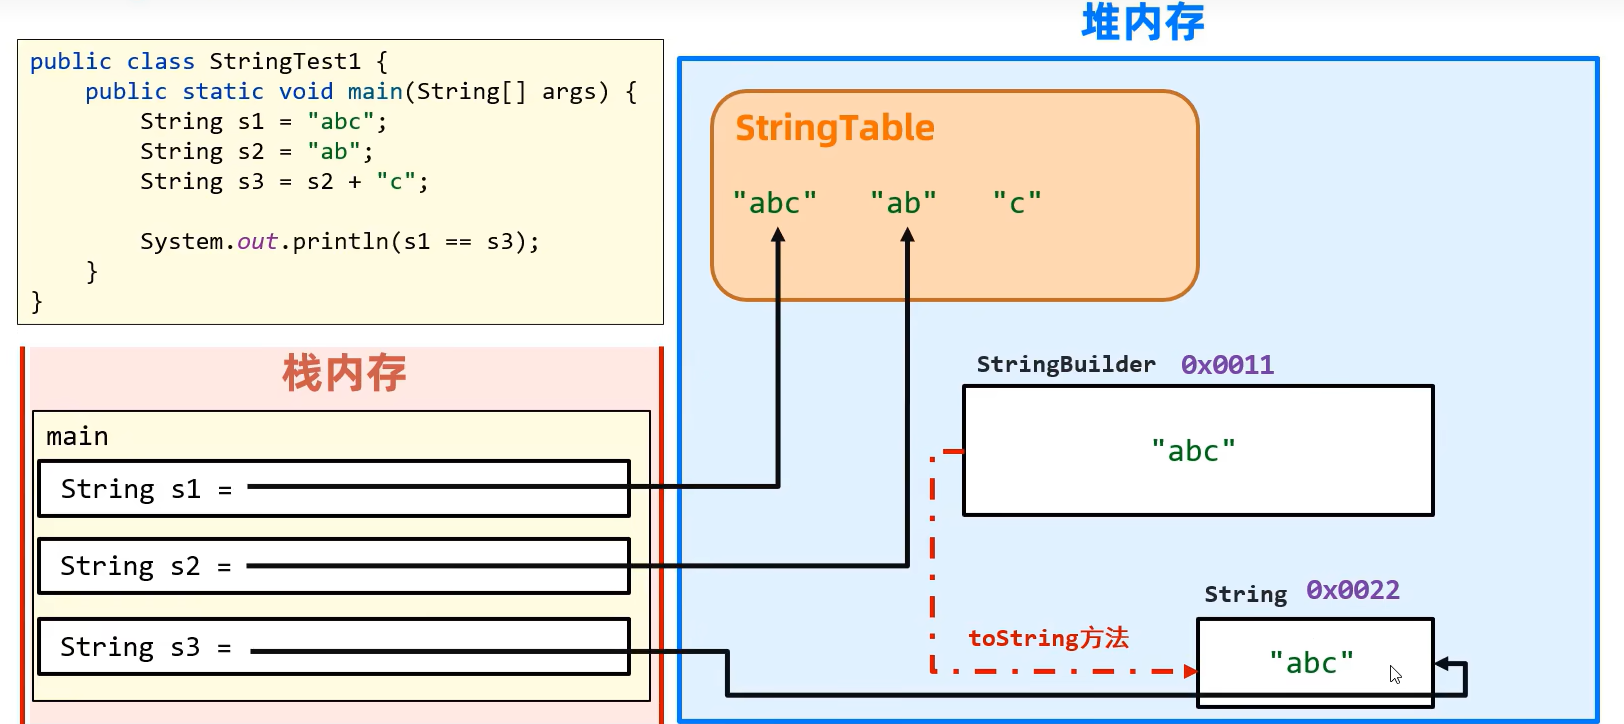 堆内存
public class StringTest1 {
    public static void main(String[] args) {
        String s1 = "abc";
        String s2 = "ab";
        String s3 = s2 + "c";
        System.out.println(s1 == s3);
    }
}
StringTable
"abc" "ab" "c"
栈内存
main
String s1 =
String s2 =
String s3 =
StringBuilder 0x0011
"abc"
String 0x0022
toString方法
"abc"